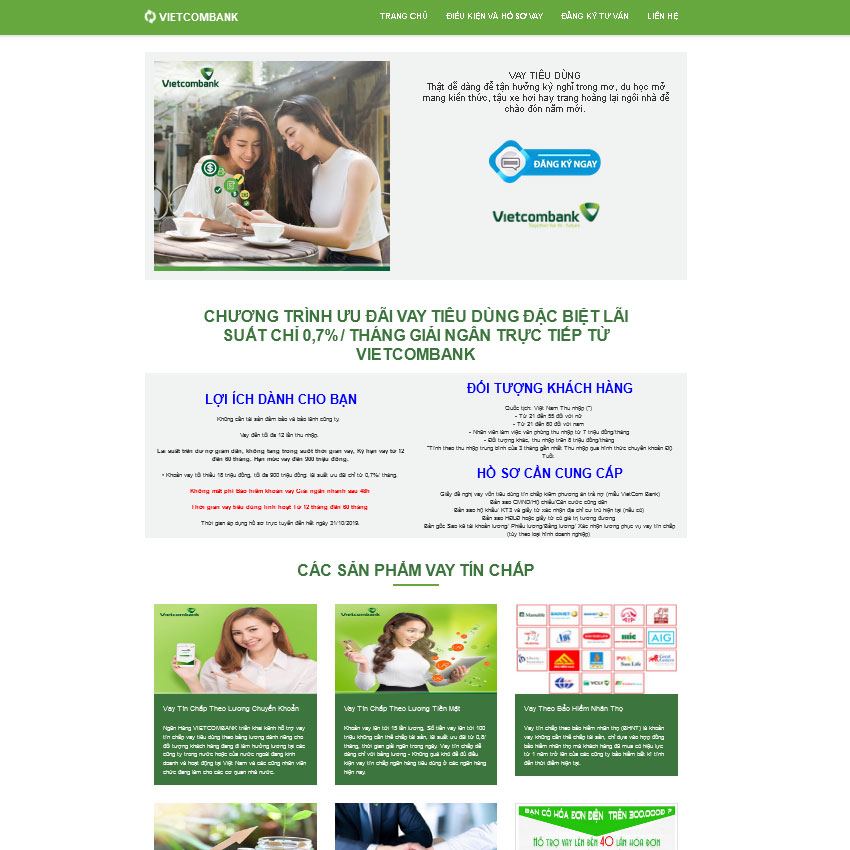 VIETCOMBANK
TRANG CHỦ
ĐIỀU KIỆN VÀ HỒ SƠ VAY
ĐĂNG KÝ TƯ VẤN
LIÊN HỆ
Vietcombank
VAY TIÊU DÙNG
Thật dễ dàng để tận hưởng kỳ nghỉ trong mơ, du học mở
mang kiến thức, tậu xe hơi hay trang hoàng lại ngôi nhà để
chào đón năm mới.
ĐĂNG KÝ NGAY
Vietcombank
CHƯƠNG TRÌNH ƯU ĐÃI VAY TIÊU DÙNG ĐẶC BIỆT LÃI
SUẤT CHỈ 0,7% / THÁNG GIẢI NGÂN TRỰC TIẾP TỪ
VIETCOMBANK
LỢI ÍCH DÀNH CHO BẠN
Không cần tài sản đảm bảo và bảo lãnh công ty.
Vay đến tối đa 12 lần thu nhập.
Lãi suất trên dư nợ giảm dần, không tăng trong suốt thời gian vay, Kỳ hạn vay từ 12
đến 60 tháng. Hạn mức vay đến 900 triệu đồng.
- Khoản vay tối thiểu 18 triệu đồng, tối đa 900 triệu đồng, lãi suất ưu đãi chỉ từ 0,7%/ tháng.
Không mất phí Bảo hiểm khoản vay Giải ngân nhanh sau 48h
Thời gian vay tiêu dùng linh hoạt Từ 12 tháng đến 60 tháng
Thời gian áp dụng hồ sơ trực tuyến đến hết ngày 31/10/2019.
ĐỐI TƯỢNG KHÁCH HÀNG
Quốc tịch: Việt Nam Thu nhập (*)
- Từ 21 đến 55 đối với nữ
- Từ 21 đến 60 đối với nam
- Nhân viên làm việc văn phòng thu nhập từ 7 triệu đồng/tháng
- Đối tượng khác, thu nhập trên 8 triệu đồng/tháng
*Tính theo thu nhập trung bình của 3 tháng gần nhất Thu nhập qua hình thức chuyển khoản Độ
Tuổi:
HỒ SƠ CẦN CUNG CẤP
Giấy đề nghị vay vốn tiêu dùng tín chấp kiêm phương án trả nợ (mẫu VietCom Bank)
Bản sao CMND/Hộ chiếu/Căn cước công dân
Bản sao hộ khẩu/ KT3 và giấy tờ xác nhận địa chỉ cư trú hiện tại (nếu có)
Bản sao HĐLĐ hoặc giấy tờ có giá trị tương đương
Bản gốc Sao kê tài khoản lương/ Phiếu lương/Bảng lương/ Xác nhận lương phục vụ vay tín chấp
(tùy theo loại hình doanh nghiệp)
CÁC SẢN PHẨM VAY TÍN CHẤP
Vietcombank
Vay Tín Chấp Theo Lương Chuyển Khoản
Ngân Hàng VIETCOMBANK triển khai kênh hỗ trợ vay
tín chấp vay tiêu dùng theo bảng lương dành riêng cho
đối tượng khách hàng đang đi làm hưởng lương tại các
công ty trong nước hoặc của nước ngoài đang kinh
doanh và hoạt động tại Việt Nam và các công nhân viên
chức đang làm cho các cơ quan nhà nước.
Vietcombank
Vay Tín Chấp Theo Lương Tiền Mặt
Khoản vay lên tới 15 lần lương, Số tiền vay lên tới 100
triệu không cần thế chấp tài sản, lãi suất ưu đãi từ 0,8/
tháng, thời gian giải ngân trong ngày. Vay tín chấp dễ
dàng chỉ với bảng lương - Không quá khó để đủ điều
kiện vay tín chấp ngân hàng tiêu dùng ở các ngân hàng
hiện nay.
Manulife
AIG
mic
Sun Life
VCLI
Vay Theo Bảo Hiểm Nhân Thọ
Vay tín chấp theo bảo hiểm nhân thọ (BHNT) là khoản
vay không cần thế chấp tài sản, chỉ dựa vào hợp đồng
bảo hiểm nhân thọ mà khách hàng đã mua có hiệu lực
từ 1 năm trở lên của các công ty bảo hiểm bất kì tính
đến thời điểm hiện tại.
BẠN CÓ HÓA ĐƠN ĐIỆN TRÊN 300.000Đ ?
HỖ TRỢ VAY LÊN ĐẾN 40 LẦN HÓA ĐƠN